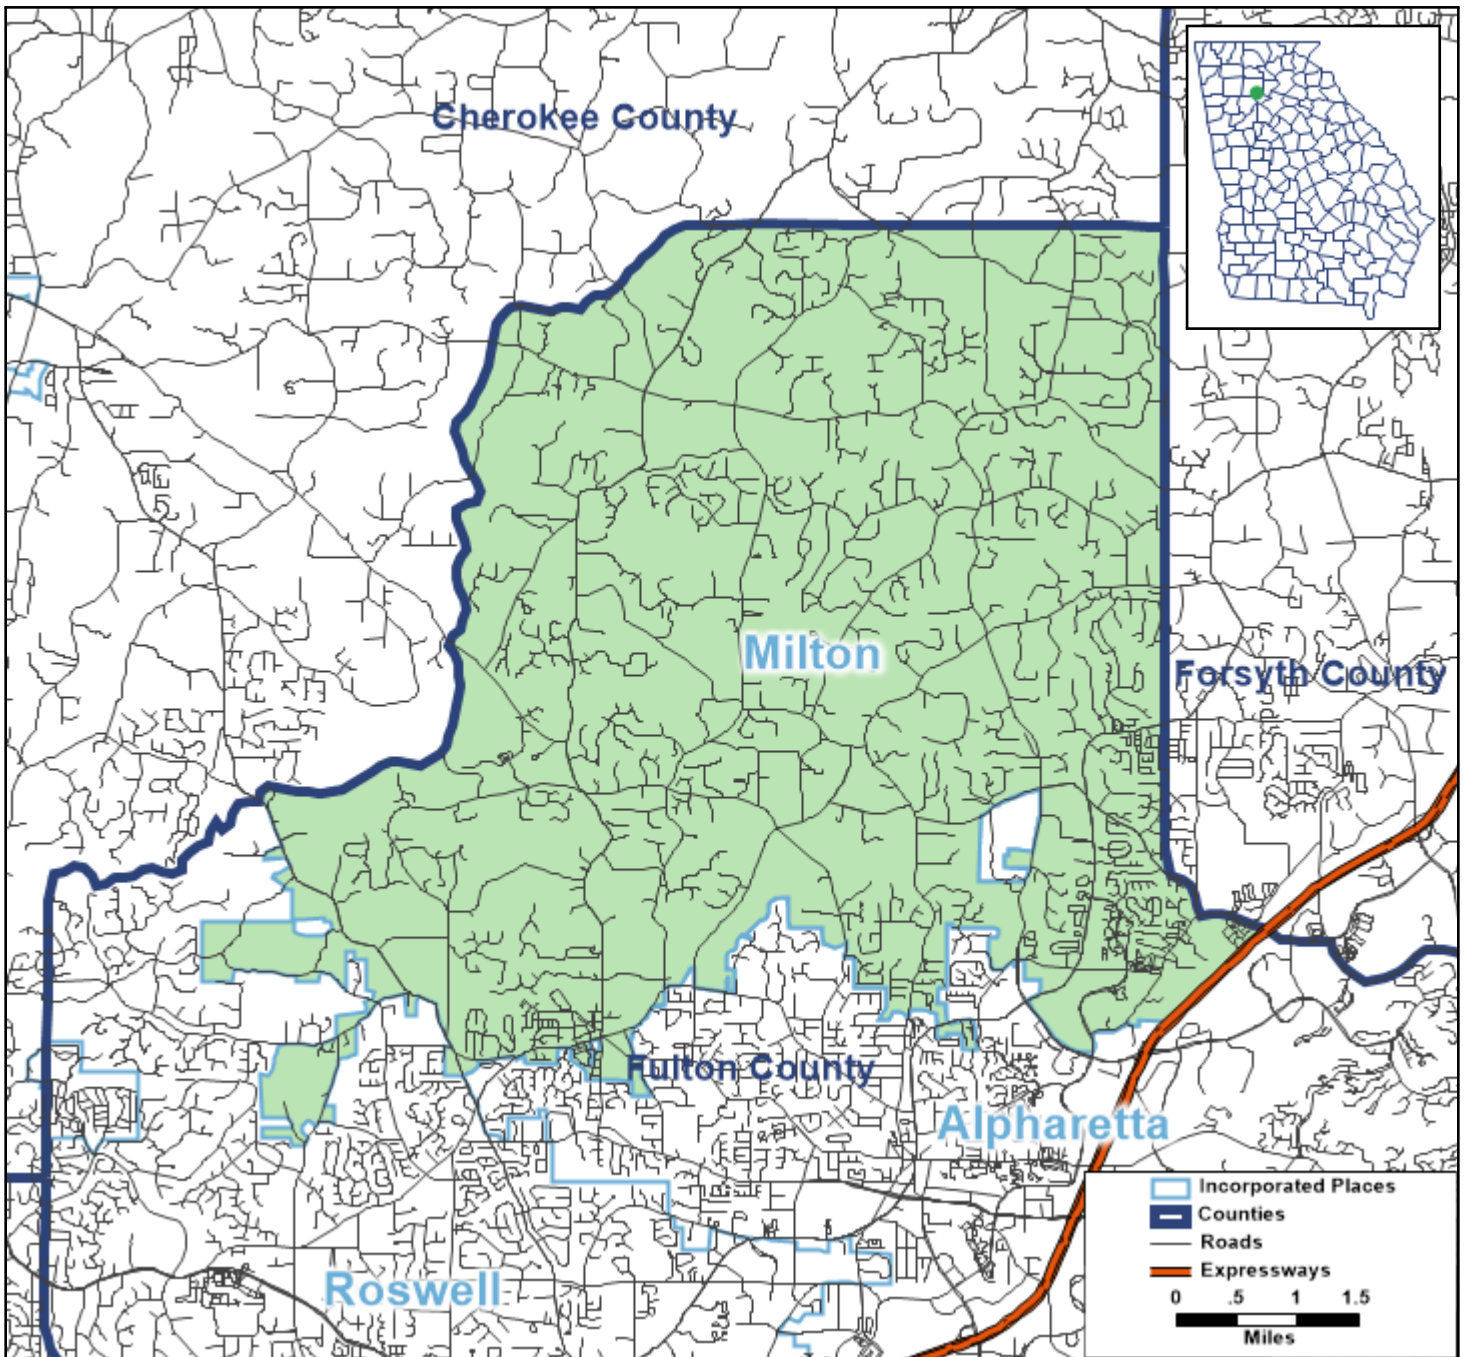 Cherokee County
Milton
Forsyth County
Fulton County
Alpharetta
Roswell
Incorporated Places
Counties
Roads
Expressways
0 .5 1 1.5
Miles